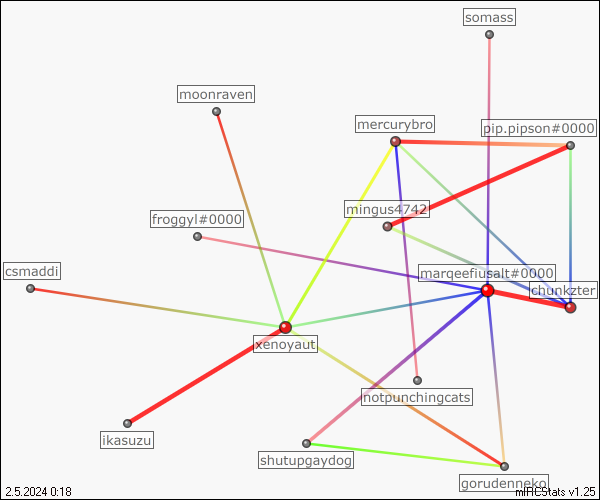 somass
moonraven
mercurybro
pip.pipson#0000
mingus4742
froggyl#0000
csmaddi
marqeefiusalt#0000
chunkzter
xenoyaut
notpunchingcats
ikasuzu
shutupgaydog
gorudenneko
2.5.2024 0:18
mIRCStats v1.25